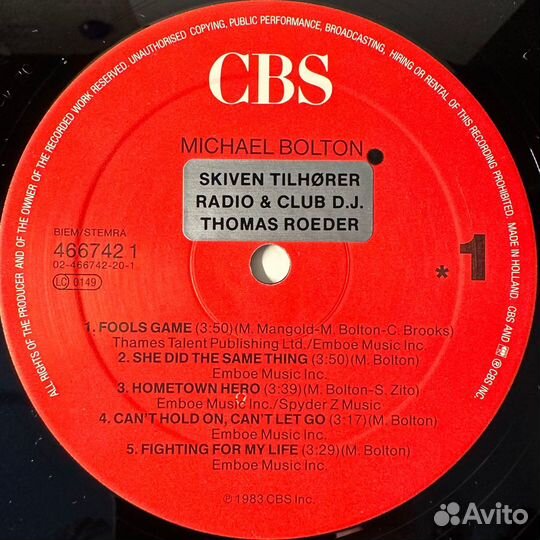 ALL RIGHTS OF THE PRODUCER AND OF THE OWNER OF THE RECORDED WORK RESERVED. UNAUTHORISED COPYING, PUBLIC PERFORMANCE, BROADCASTING, HIRING OR RENTAL OF THIS RECORDING PROHIBITED. MADE IN HOLLAND. CBS AND ARE ℗ CBS INC.
CBS
MICHAEL BOLTON
SKIVEN TILHØRER
RADIO & CLUB D.J.
THOMAS ROEDER
BIEM/STEMRA
466742 1
02-466742-20-1
LC 0149
* 1
1. FOOLS GAME (3:50)(M. Mangold-M. Bolton-C. Brooks)
Thames Talent Publishing Ltd./Emboe Music Inc.
2. SHE DID THE SAME THING (3:50)(M. Bolton)
Emboe Music Inc.
3. HOMETOWN HERO (3:39)(M. Bolton-S. Zito)
Emboe Music Inc./Spyder Z Music
4. CAN'T HOLD ON, CAN'T LET GO (3:17)(M. Bolton)
Emboe Music Inc.
5. FIGHTING FOR MY LIFE (3:29)(M. Bolton)
Emboe Music Inc.
℗ 1983 CBS Inc.
Avito